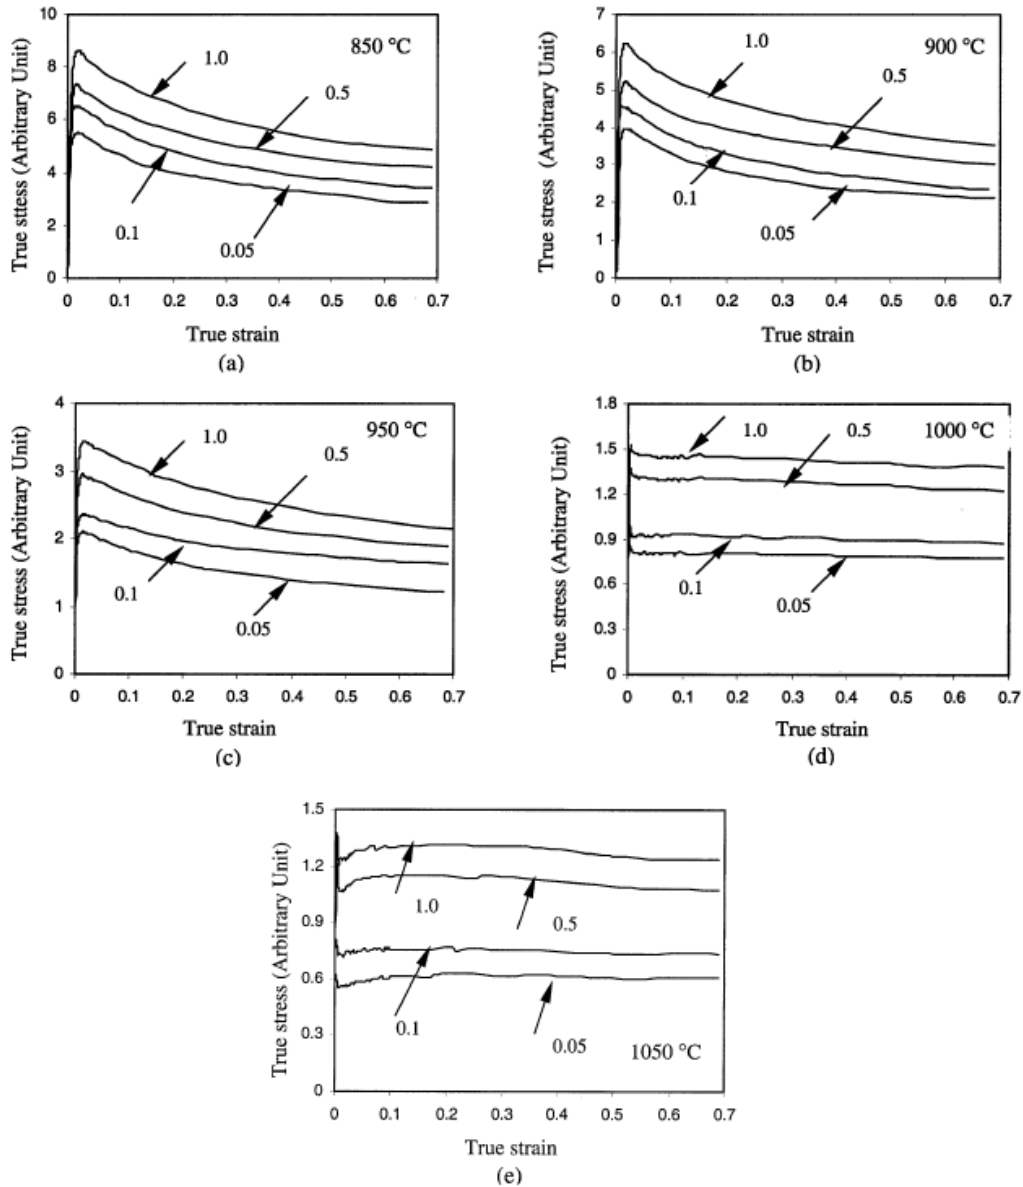 10
8
6
4
2
0
True sttess (Arbitrary Unit)
850 °C
1.0
0.5
0.1
0.05
0 0.1 0.2 0.3 0.4 0.5 0.6 0.7
True strain
(a)
7
6
5
4
3
2
1
0
True stress (Arbitrary Unit)
900 °C
1.0
0.5
0.1
0.05
0 0.1 0.2 0.3 0.4 0.5 0.6 0.7
True strain
(b)
4
3
2
1
0
True stress (Arbitrary Unit)
950 °C
1.0
0.5
0.1
0.05
0 0.1 0.2 0.3 0.4 0.5 0.6 0.7
True strain
(c)
1.8
1.5
1.2
0.9
0.6
0.3
0
True stress (Arbitrary Unit)
1.0
0.5
1000 °C
0.1
0.05
0 0.1 0.2 0.3 0.4 0.5 0.6 0.7
True strain
(d)
1.5
1.2
0.9
0.6
0.3
0
True stress (Arbitrary Unit)
1.0
0.5
0.1
0.05
1050 °C
0 0.1 0.2 0.3 0.4 0.5 0.6 0.7
True strain
(e)